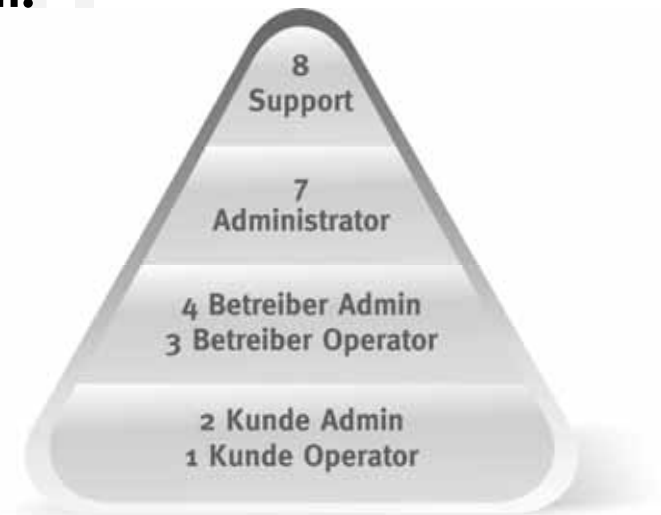 8
Support
7
Administrator
4 Betreiber Admin
3 Betreiber Operator
2 Kunde Admin
1 Kunde Operator